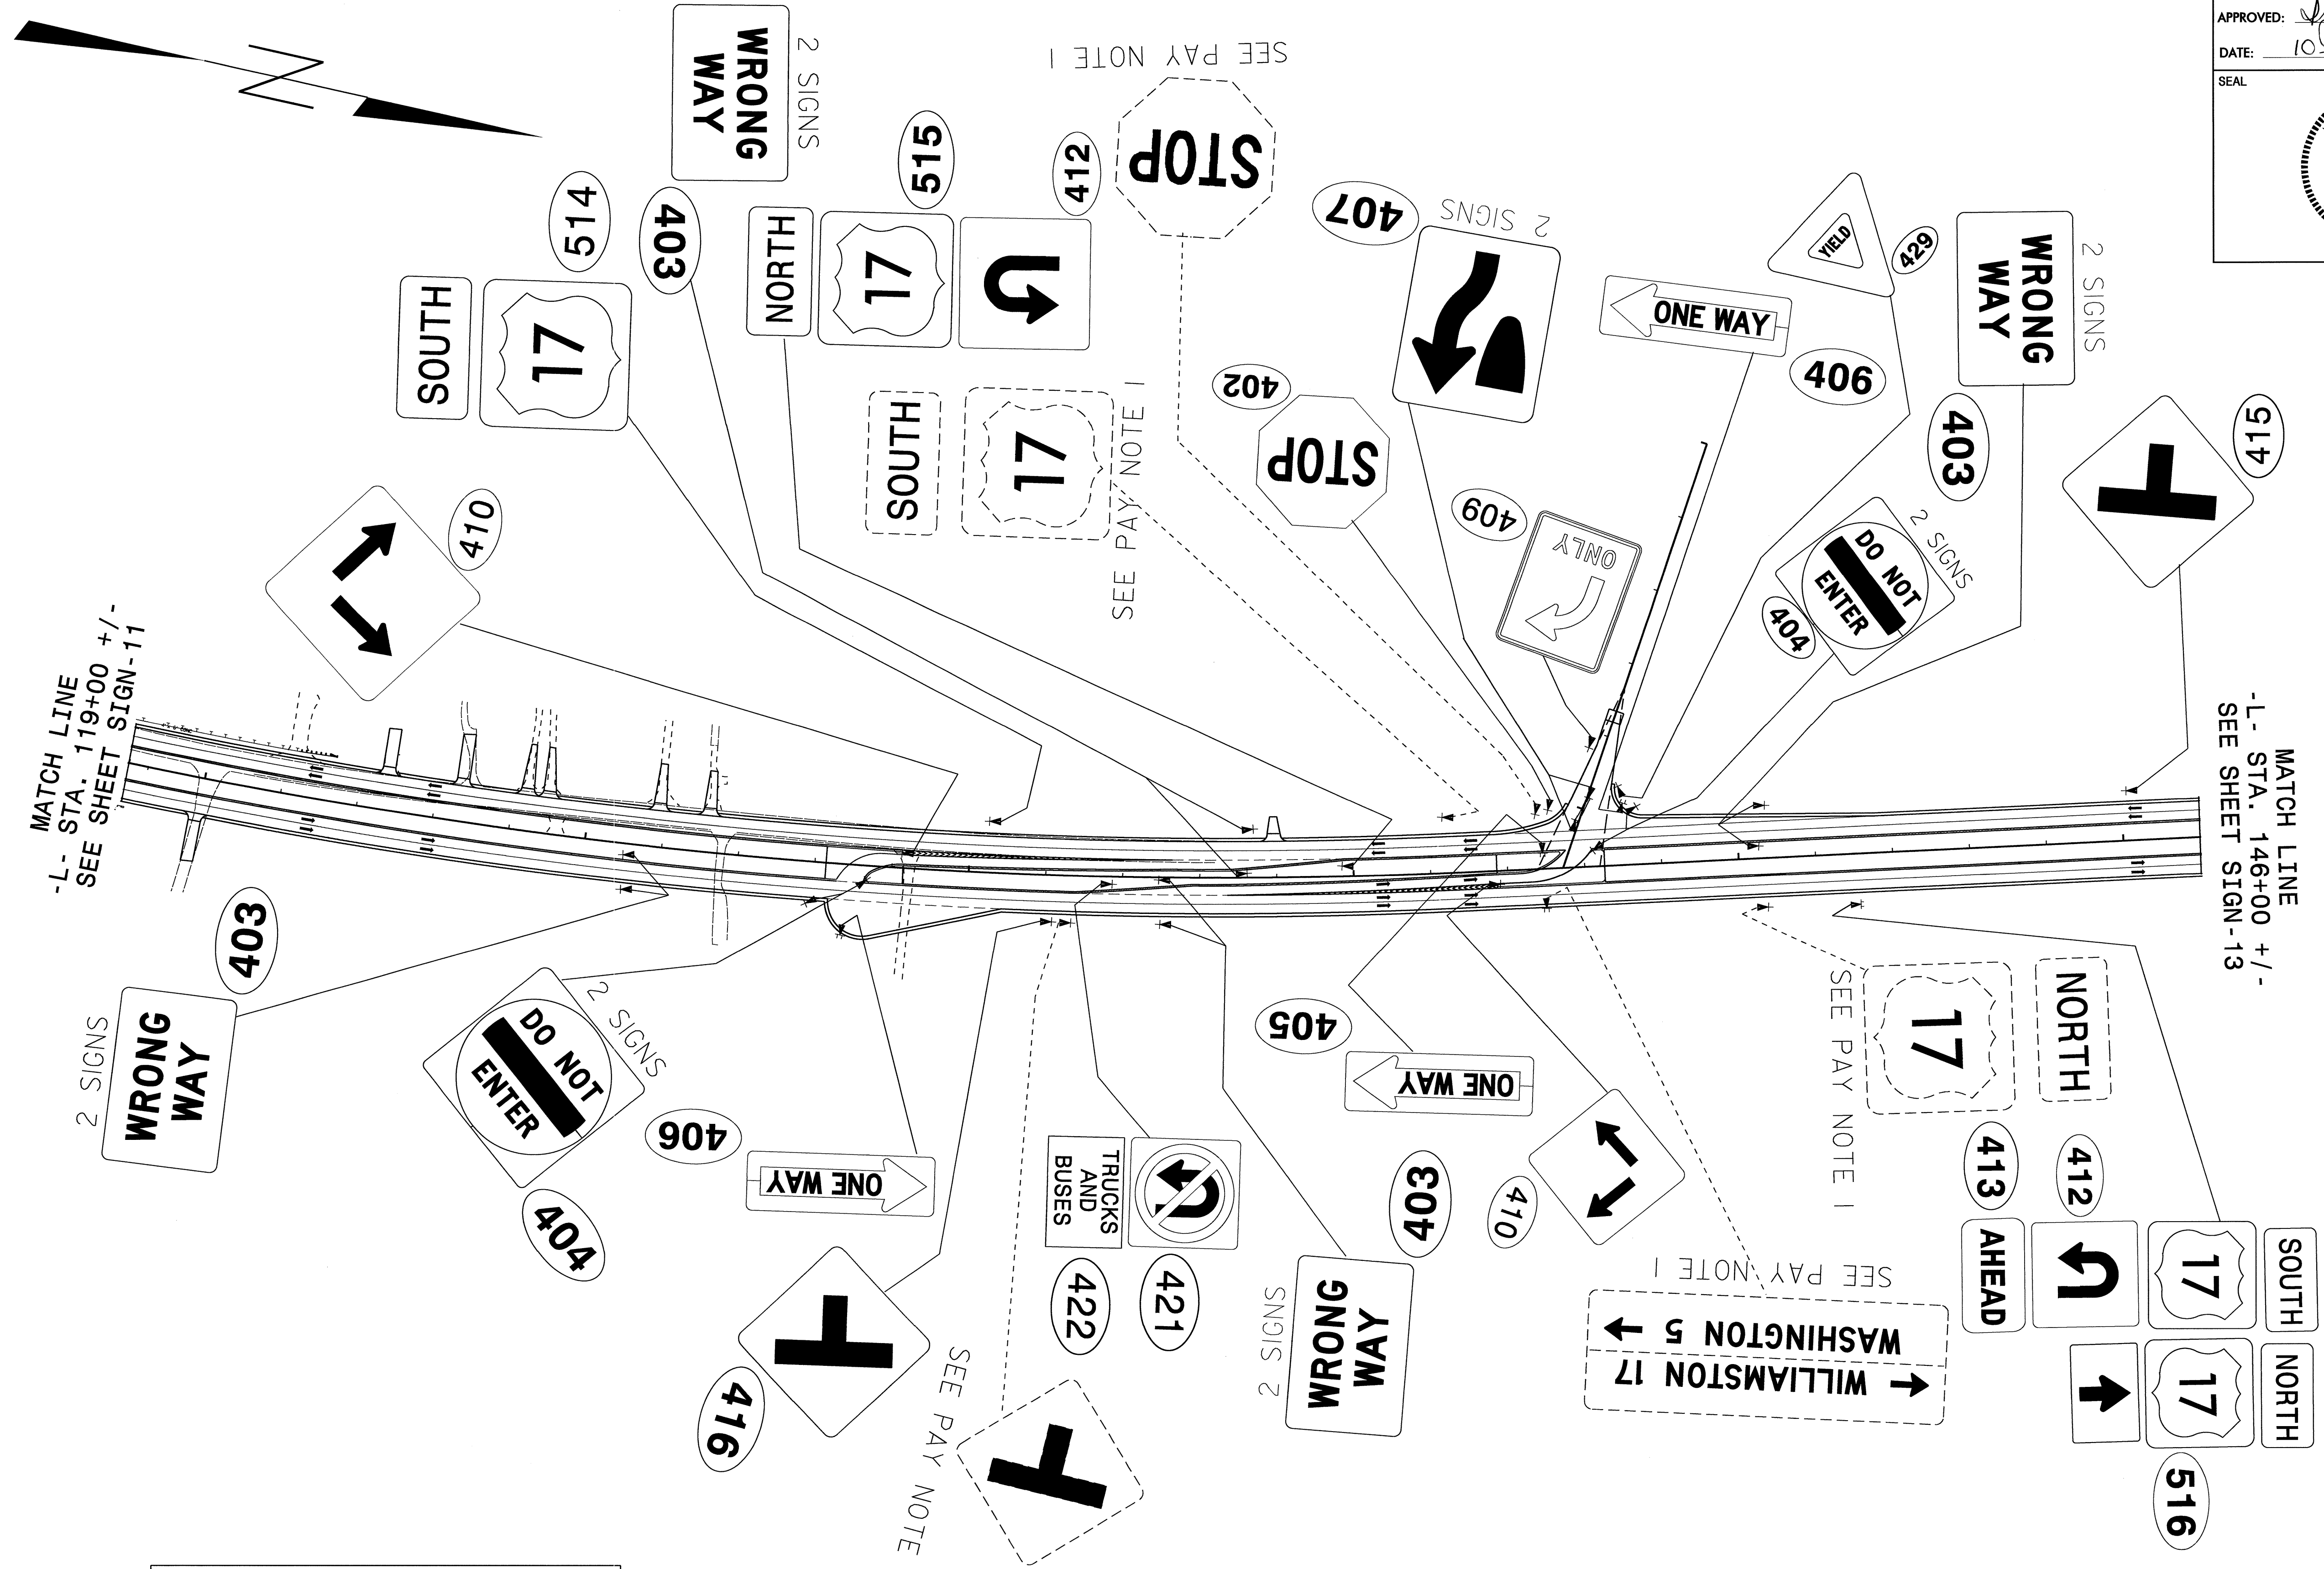 APPROVED:
DATE:
SEAL
WRONG
WAY
2 SIGNS
403
514
SOUTH
17
NORTH
515
17
412
SEE PAY NOTE 1
STOP
SOUTH
17
SEE PAY NOTE 1
402
STOP
407
2 SIGNS
409
ONLY
ONE WAY
406
YIELD
429
WRONG
WAY
2 SIGNS
403
DO NOT
ENTER
2 SIGNS
404
415
410
MATCH LINE
-L- STA. 119+00 +/-
SEE SHEET SIGN-11
MATCH LINE
-L- STA. 146+00 +/-
SEE SHEET SIGN-13
403
2 SIGNS
WRONG
WAY
DO NOT
ENTER
2 SIGNS
404
406
ONE WAY
416
SEE PAY NOTE
TRUCKS
AND
BUSES
422
421
2 SIGNS
WRONG
WAY
403
405
ONE WAY
410
SEE PAY NOTE 1
WASHINGTON 5
WILLIAMSTON 17
SEE PAY NOTE 1
17
NORTH
413
412
AHEAD
17
SOUTH
17
NORTH
516